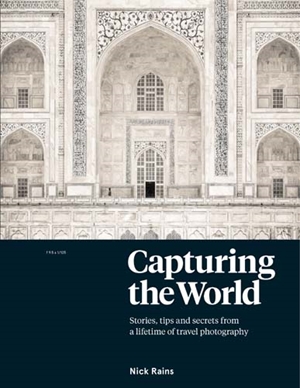 Capturing
the World
Stories, tips and secrets from
a lifetime of travel photography
Nick Rains